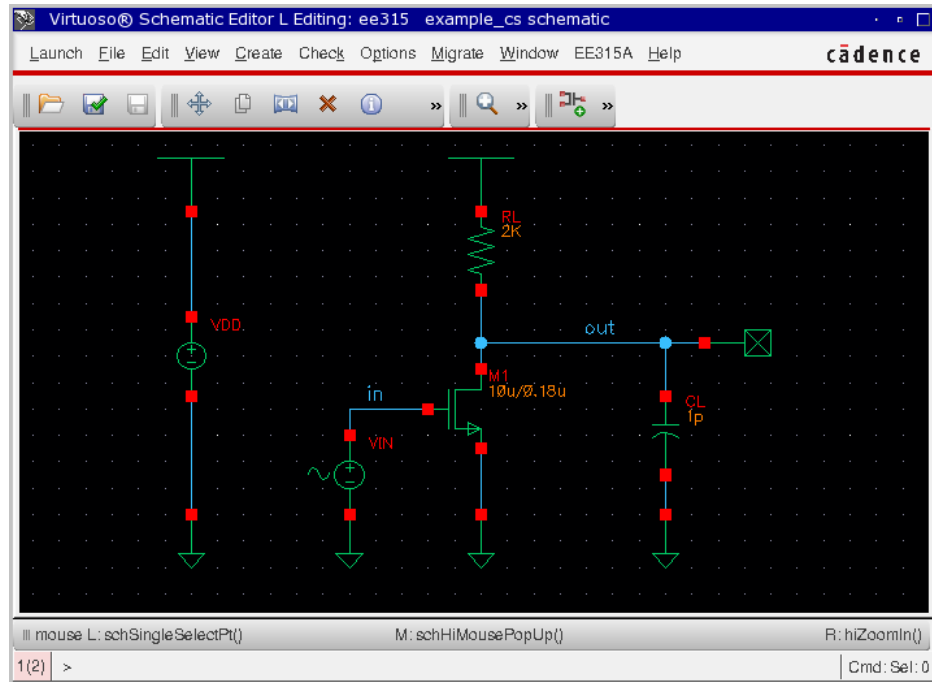 Virtuoso® Schematic Editor L Editing: ee315 example_cs schematic
Launch File Edit View Create Check Options Migrate Window EE315A Help cādence
» » »
RL
2K
VDD
out
M1
10u/0.18u
in
CL
1p
VIN
mouse L: schSingleSelectPt() M: schHiMousePopUp() R: hiZoomIn()
1(2) > Cmd: Sel: 0